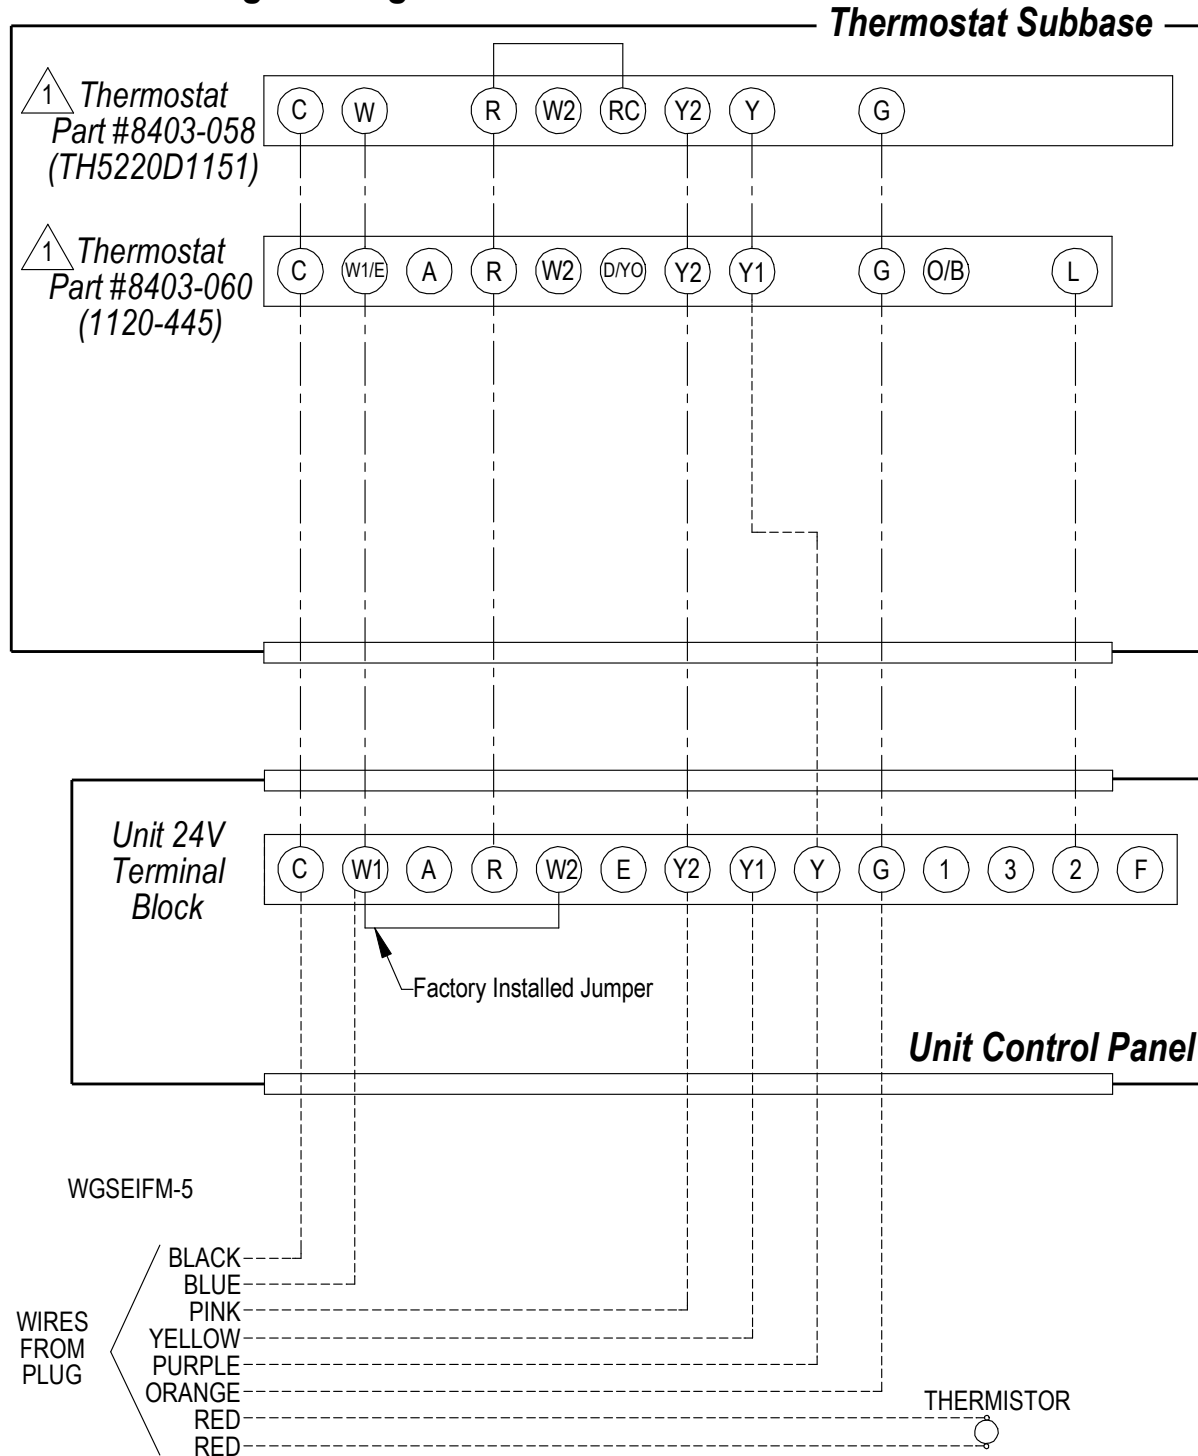 Thermostat Subbase
1 Thermostat
Part #8403-058
(TH5220D1151)
C W R W2 RC Y2 Y G
1 Thermostat
Part #8403-060
(1120-445)
C W1/E A R W2 D/YO Y2 Y1 G O/B L
Unit 24V
Terminal
Block
C W1 A R W2 E Y2 Y1 Y G 1 3 2 F
Factory Installed Jumper
Unit Control Panel
WGSEIFM-5
WIRES
FROM
PLUG
BLACK
BLUE
PINK
YELLOW
PURPLE
ORANGE
RED
RED
THERMISTOR